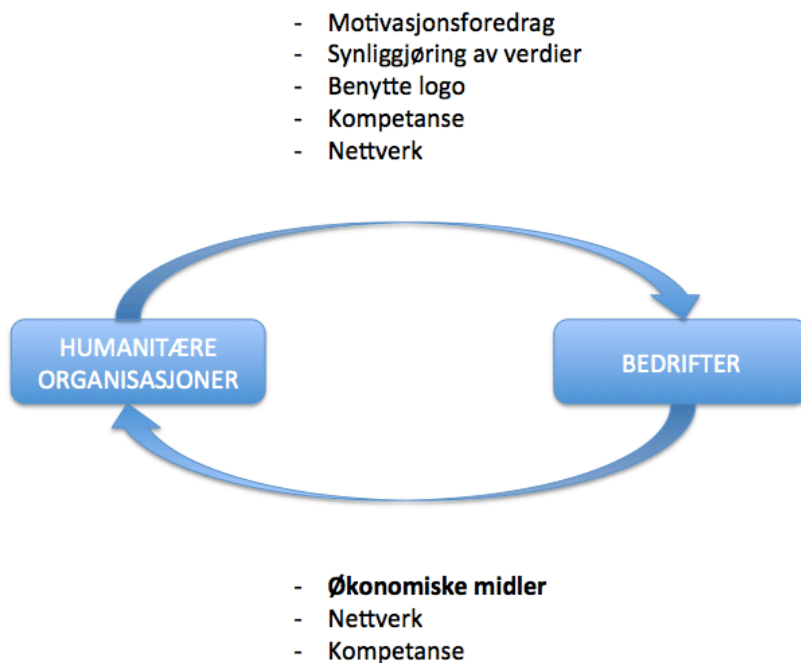 - Motivasjonsforedrag
- Synliggjøring av verdier
- Benytte logo
- Kompetanse
- Nettverk
HUMANITÆRE
ORGANISASJONER
BEDRIFTER
- Økonomiske midler
- Nettverk
- Kompetanse